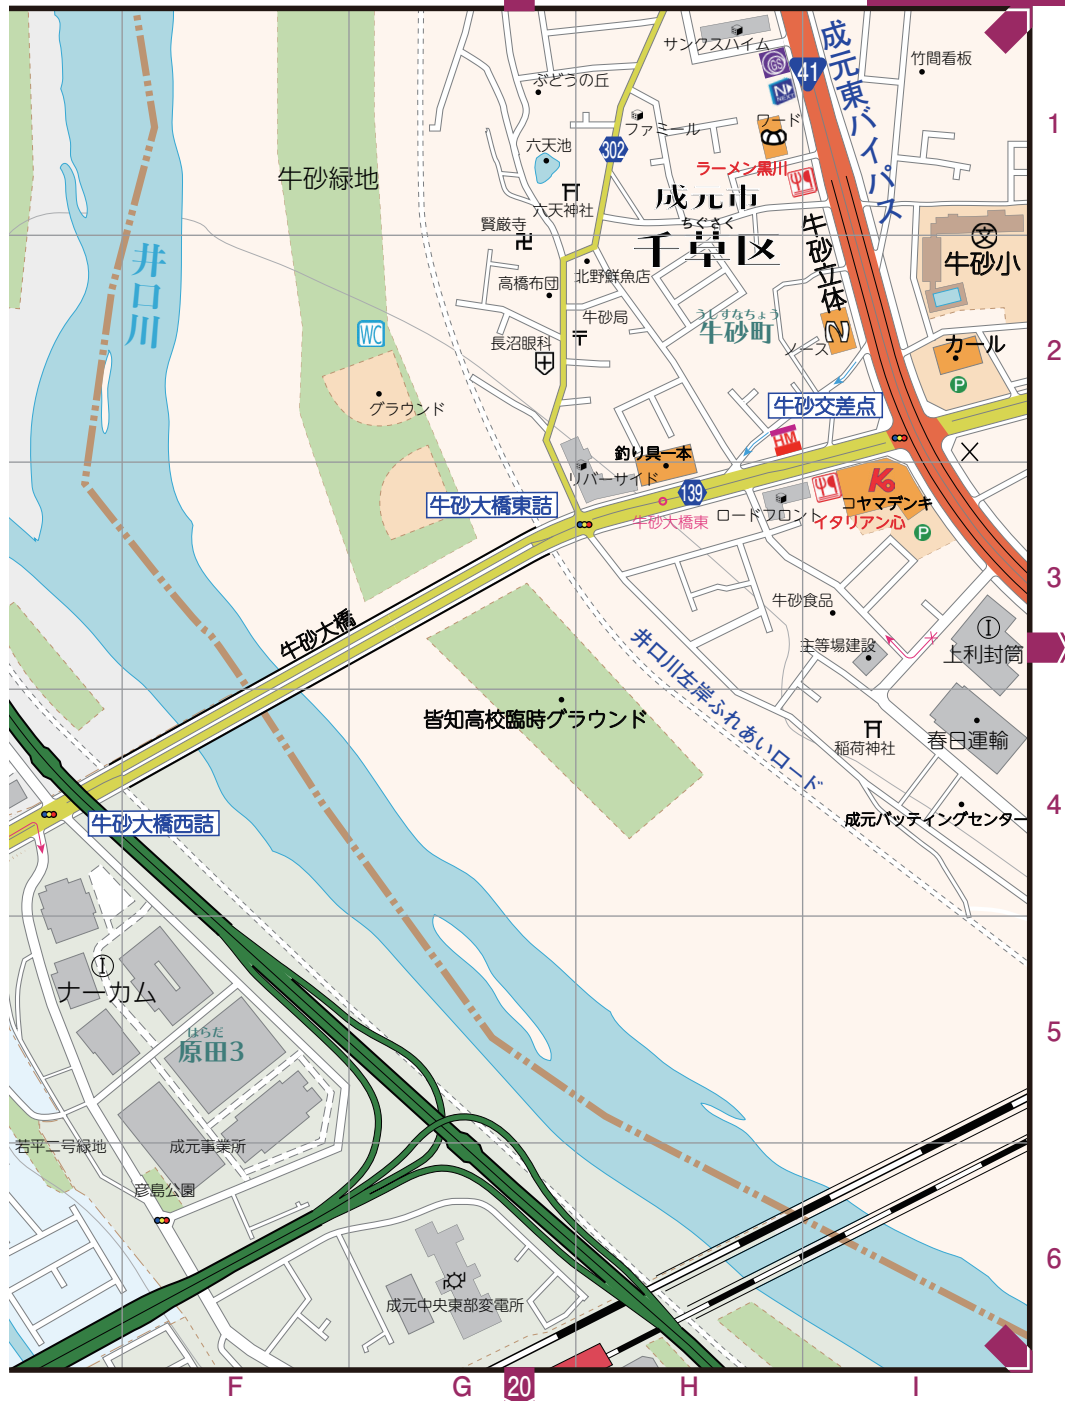 サンクスハイム
GS
成元東バイパス
41
竹間看板
1
ぶどうの丘
N
NEXT
ファミール
ワード
302
六天池
ラーメン黒川
牛砂緑地
成元市
六天神社
ちぐさく
千草区
賢厳寺
牛砂立体
文
牛砂小
井口川
北野鮮魚店
高橋布団
うしすなちょう
牛砂町
牛砂局
WC
長沼眼科
2
ノース
カール
2
P
グラウンド
牛砂交差点
HM
釣り具一本
リバーサイド
Ko
139
牛砂大橋東詰
コヤマデンキ
ロードフロント
牛砂大橋東
イタリアン心
P
3
牛砂食品
牛砂大橋
井口川左岸ふれあいロード
主等場建設
I
上利封筒
皆知高校臨時グラウンド
春日運輸
稲荷神社
4
成元バッティングセンター
牛砂大橋西詰
I
ナーカム
はらだ
原田3
5
若平二号緑地
成元事業所
彦島公園
6
成元中央東部変電所
F
G
20
H
I